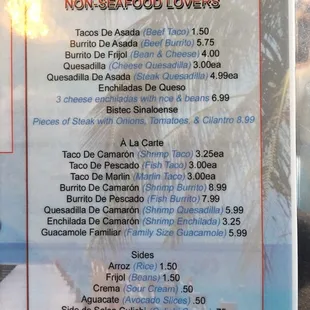 NON-SEAFOOD LOVERS
Tacos De Asada (Beef Taco) 1.50
Burrito De Asada (Beef Burrito) 5.75
Burrito De Frijol (Bean & Cheese) 4.00
Quesadilla (Cheese Quesadilla) 3.00ea
Quesadilla De Asada (Steak Quesadilla) 4.99ea
Enchiladas De Queso
3 cheese enchiladas with rice & beans 6.99
Bistec Sinaloense
Pieces of Steak with Onions, Tomatoes, & Cilantro 8.99
À La Carte
Taco De Camarón (Shrimp Taco) 3.25ea
Taco De Pescado (Fish Taco) 3.00ea
Taco De Marlin (Marlin Taco) 3.00ea
Burrito De Camarón (Shrimp Burrito) 8.99
Burrito De Pescado (Fish Burrito) 7.99
Quesadilla De Camarón (Shrimp Quesadilla) 5.99
Enchilada De Camarón (Shrimp Enchilada) 3.25
Guacamole Familiar (Family Size Guacamole) 5.99
Sides
Arroz (Rice) 1.50
Frijol (Beans) 1.50
Crema (Sour Cream) .50
Aguacate (Avocado Slices) .50